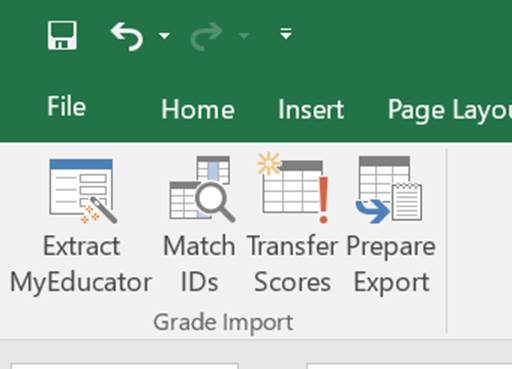 File Home Insert Page Layou
Extract Match Transfer Prepare
MyEducator IDs Scores Export
Grade Import